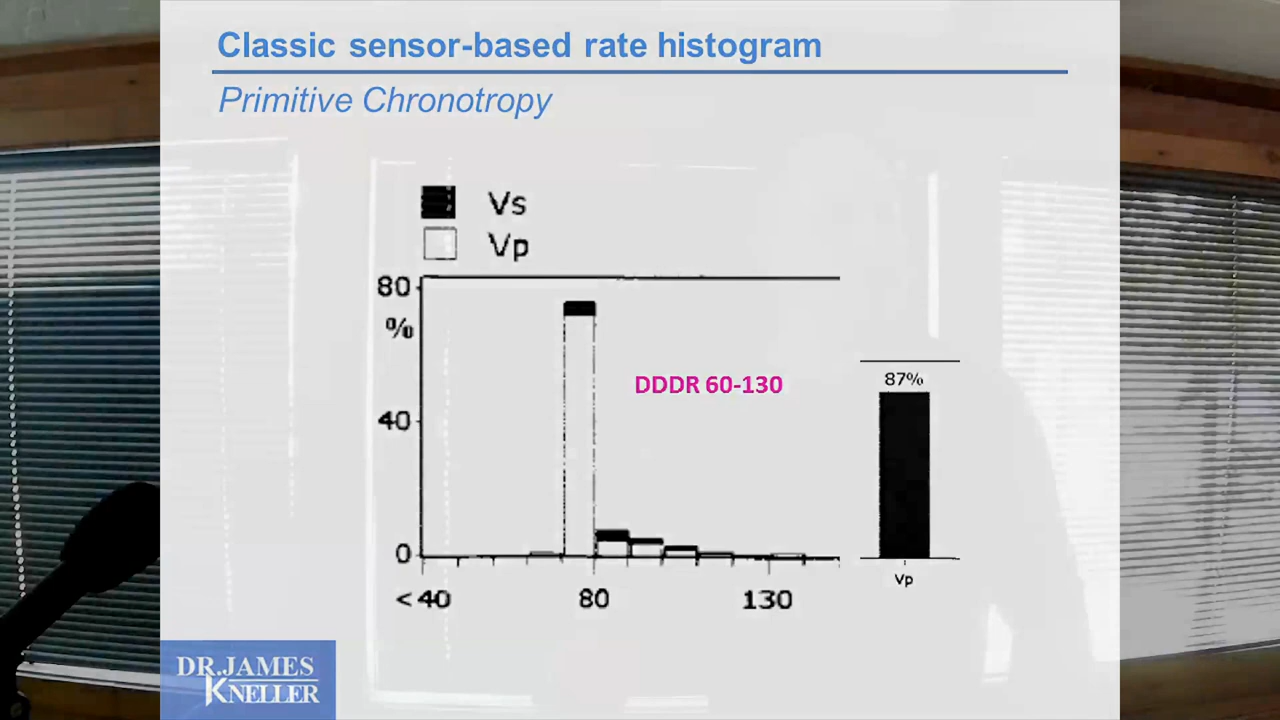 Classic sensor-based rate histogram
Primitive Chronotropy
Vs
Vp
80
%
DDDR 60-130
87%
40
0
Vp
<40 80 130
DR.JAMES
KNELLER